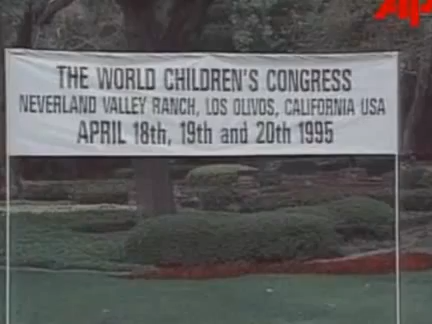 AP
THE WORLD CHILDREN'S CONGRESS
NEVERLAND VALLEY RANCH, LOS OLIVOS, CALIFORNIA USA
APRIL 18th, 19th and 20th 1995